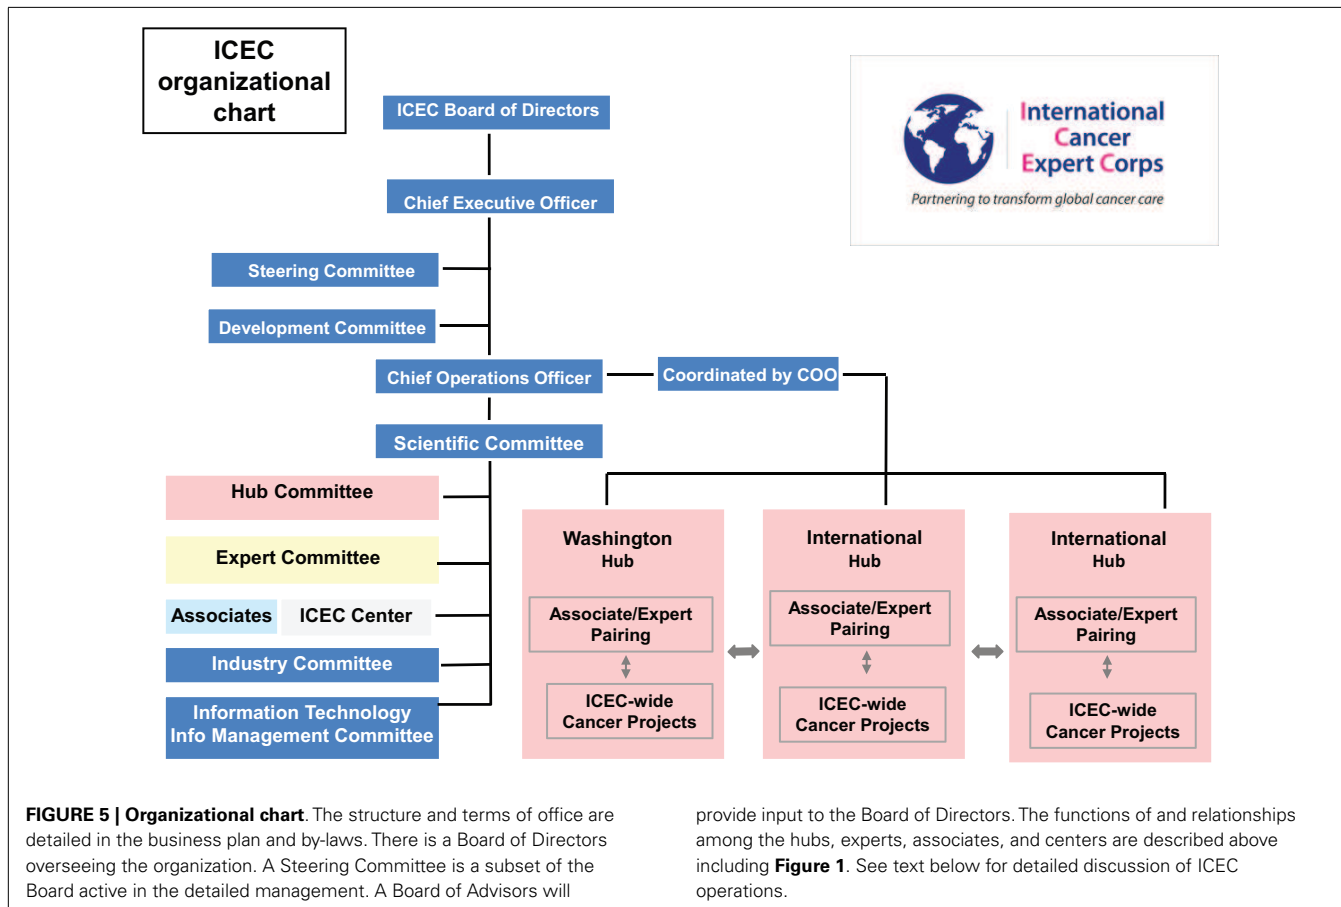 ICEC
organizational
chart
International
Cancer
Expert Corps
Partnering to transform global cancer care
ICEC Board of Directors
Chief Executive Officer
Steering Committee
Development Committee
Chief Operations Officer
Coordinated by COO
Scientific Committee
Hub Committee
Expert Committee
Associates
ICEC Center
Industry Committee
Information Technology
Info Management Committee
Washington
Hub
Associate/Expert
Pairing
ICEC-wide
Cancer Projects
International
Hub
Associate/Expert
Pairing
ICEC-wide
Cancer Projects
International
Hub
Associate/Expert
Pairing
ICEC-wide
Cancer Projects
FIGURE 5 | Organizational chart. The structure and terms of office are
detailed in the business plan and by-laws. There is a Board of Directors
overseeing the organization. A Steering Committee is a subset of the
Board active in the detailed management. A Board of Advisors will
provide input to the Board of Directors. The functions of and relationships
among the hubs, experts, associates, and centers are described above
including Figure 1. See text below for detailed discussion of ICEC
operations.